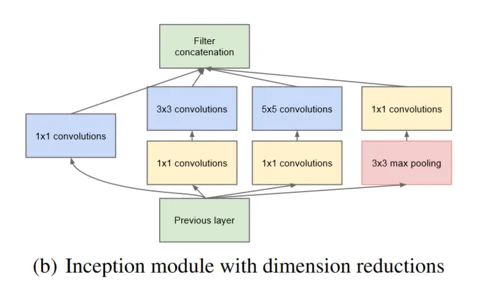 Filter
concatenation
3x3 convolutions
5x5 convolutions
1x1 convolutions
1x1 convolutions
1x1 convolutions
1x1 convolutions
3x3 max pooling
Previous layer
(b) Inception module with dimension reductions